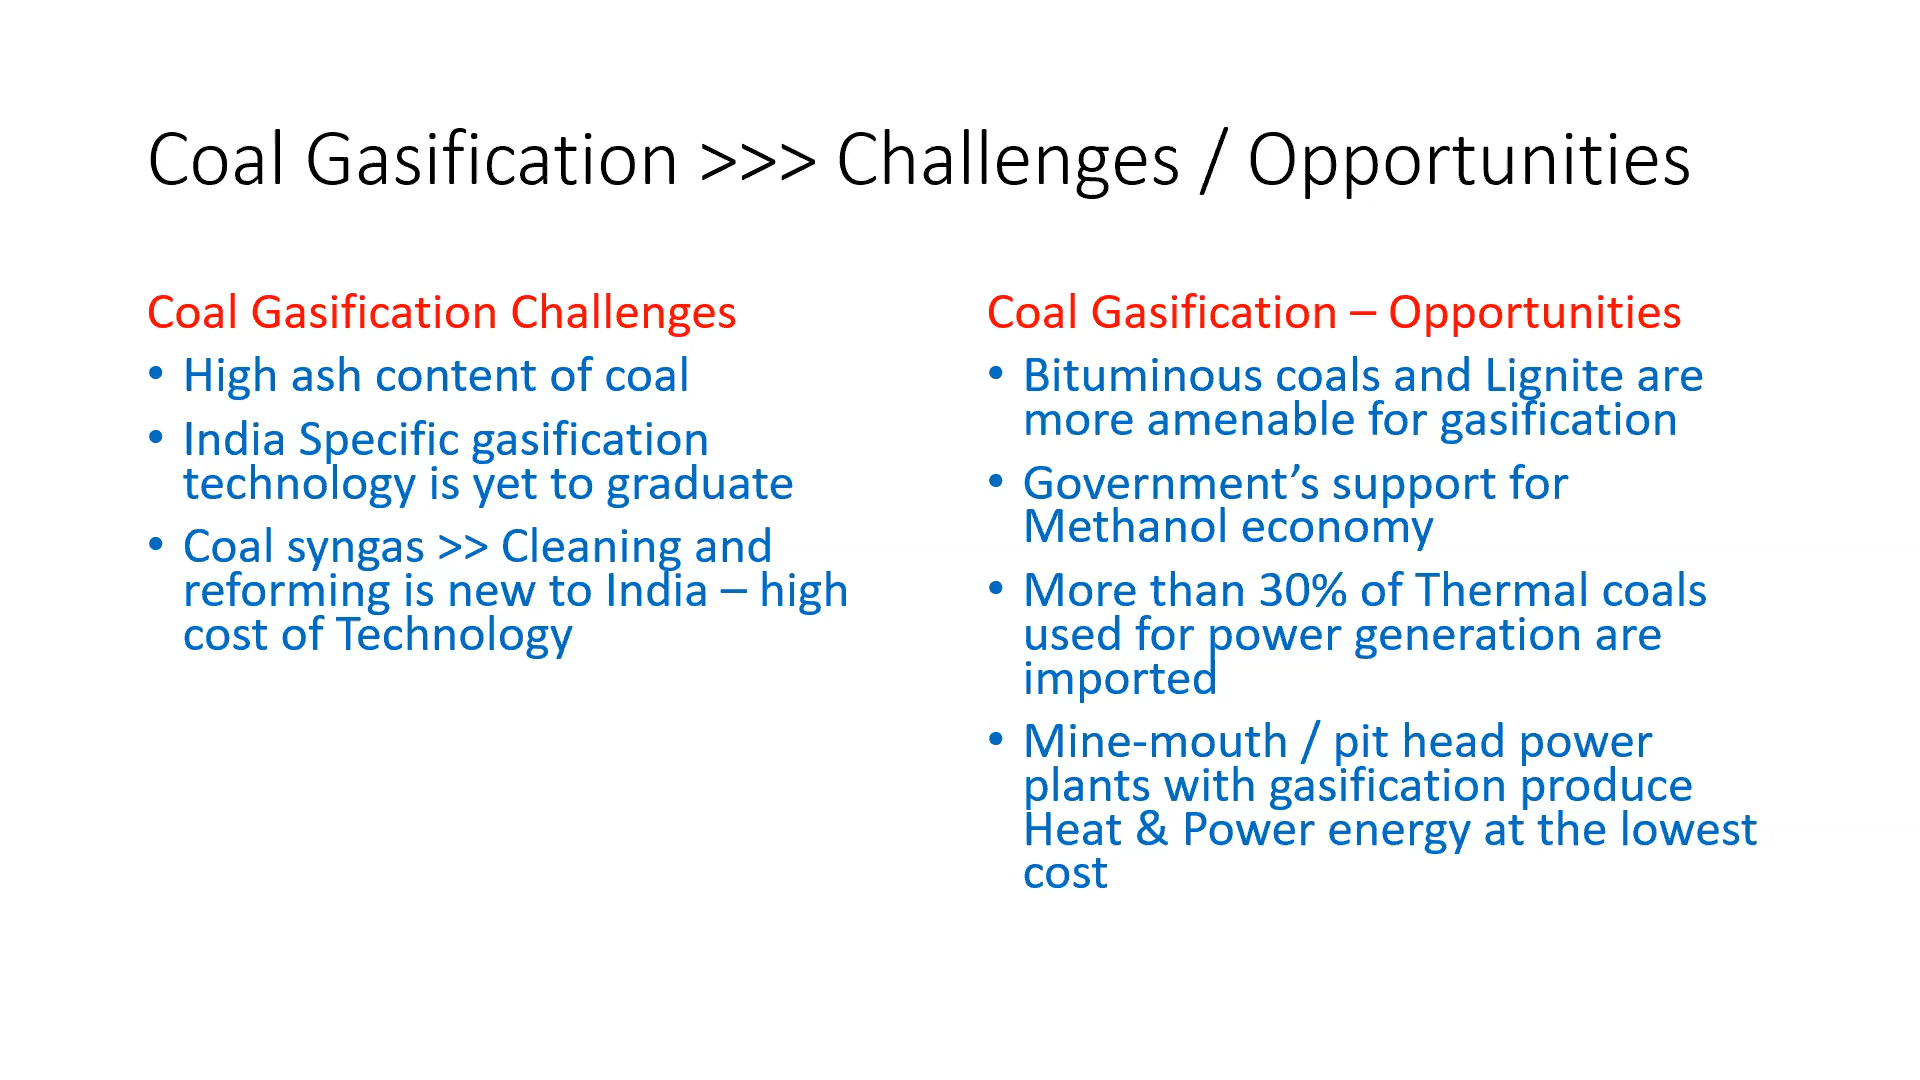 Coal Gasification >>> Challenges / Opportunities
Coal Gasification Challenges
• High ash content of coal
• India Specific gasification
technology is yet to graduate
• Coal syngas >> Cleaning and
reforming is new to India – high
cost of Technology
Coal Gasification – Opportunities
• Bituminous coals and Lignite are
more amenable for gasification
• Government’s support for
Methanol economy
• More than 30% of Thermal coals
used for power generation are
imported
• Mine-mouth / pit head power
plants with gasification produce
Heat & Power energy at the lowest
cost